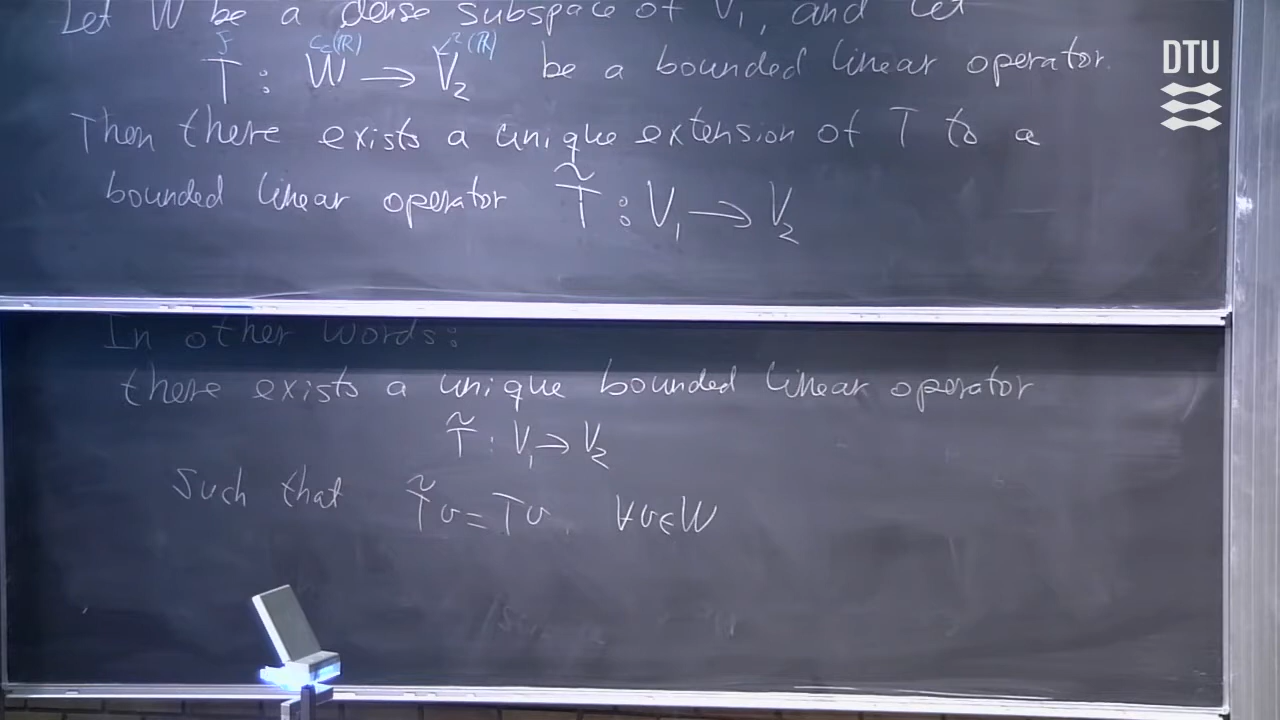 Let W be a dense subspace of V₁, and let
T : W → V₂ be a bounded linear operator.
C_c(ℝ) L²(ℝ)
Then there exists a unique extension of T to a
bounded linear operator T̃ : V₁ → V₂
In other words:
there exists a unique bounded linear operator
T̃ : V₁ → V₂
Such that T̃v = Tv, ∀v∈W
DTU